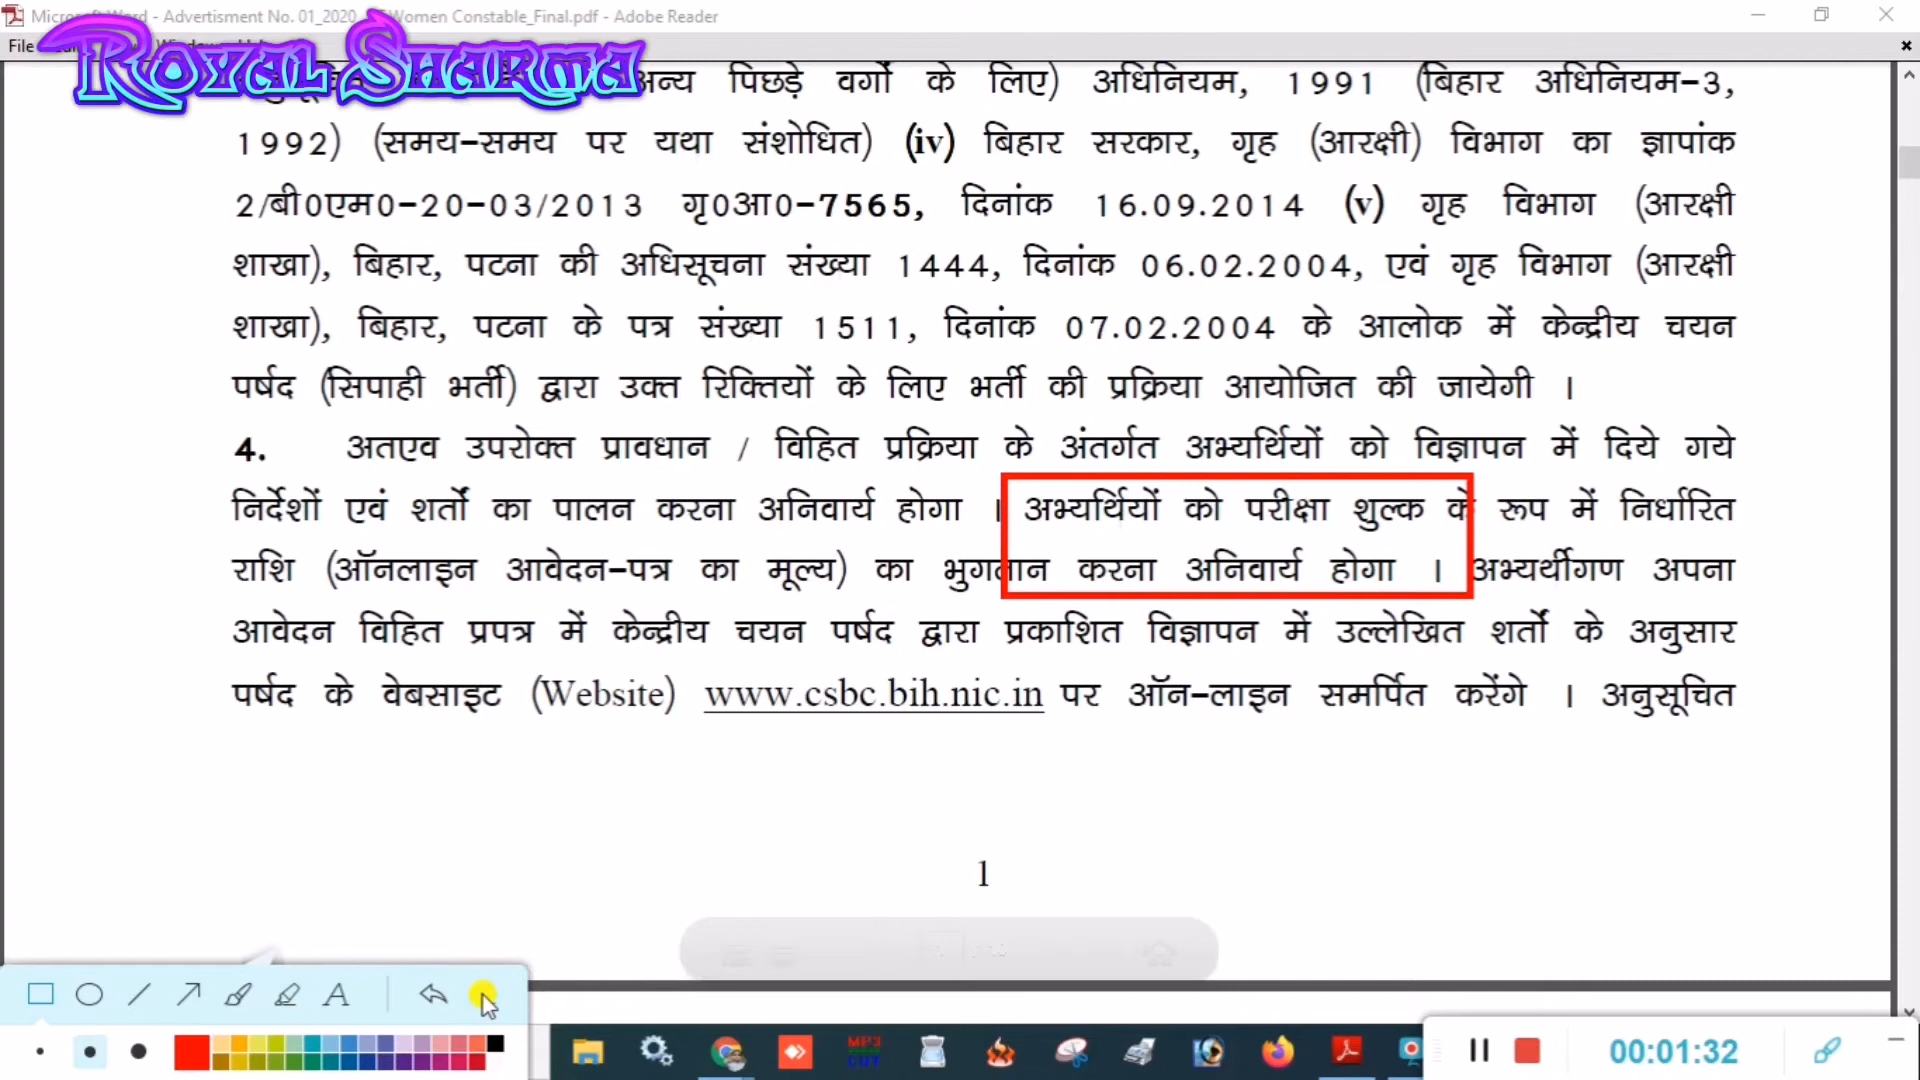 Microsoft Word - Advertisment No. 01_2020 Women Constable_Final.pdf - Adobe Reader
File
Royal Sharma
अन्य पिछड़े वर्गों के लिए) अधिनियम, 1991 (बिहार अधिनियम-3,
1992) (समय-समय पर यथा संशोधित) (iv) बिहार सरकार, गृह (आरक्षी) विभाग का ज्ञापांक
2/बी0एम0-20-03/2013 गृ0आ0-7565, दिनांक 16.09.2014 (v) गृह विभाग (आरक्षी
शाखा), बिहार, पटना की अधिसूचना संख्या 1444, दिनांक 06.02.2004, एवं गृह विभाग (आरक्षी
शाखा), बिहार, पटना के पत्र संख्या 1511, दिनांक 07.02.2004 के आलोक में केन्द्रीय चयन
पर्षद (सिपाही भर्ती) द्वारा उक्त रिक्तियों के लिए भर्ती की प्रक्रिया आयोजित की जायेगी ।
4. अतएव उपरोक्त प्रावधान / विहित प्रक्रिया के अंतर्गत अभ्यर्थियों को विज्ञापन में दिये गये
निर्देशों एवं शर्तों का पालन करना अनिवार्य होगा । अभ्यर्थियों को परीक्षा शुल्क के रूप में निर्धारित
राशि (ऑनलाइन आवेदन-पत्र का मूल्य) का भुगतान करना अनिवार्य होगा । अभ्यर्थीगण अपना
आवेदन विहित प्रपत्र में केन्द्रीय चयन पर्षद द्वारा प्रकाशित विज्ञापन में उल्लेखित शर्तों के अनुसार
पर्षद के वेबसाइट (Website) www.csbc.bih.nic.in पर ऑन-लाइन समर्पित करेंगे । अनुसूचित
1
A
MP3
CUT
00:01:32